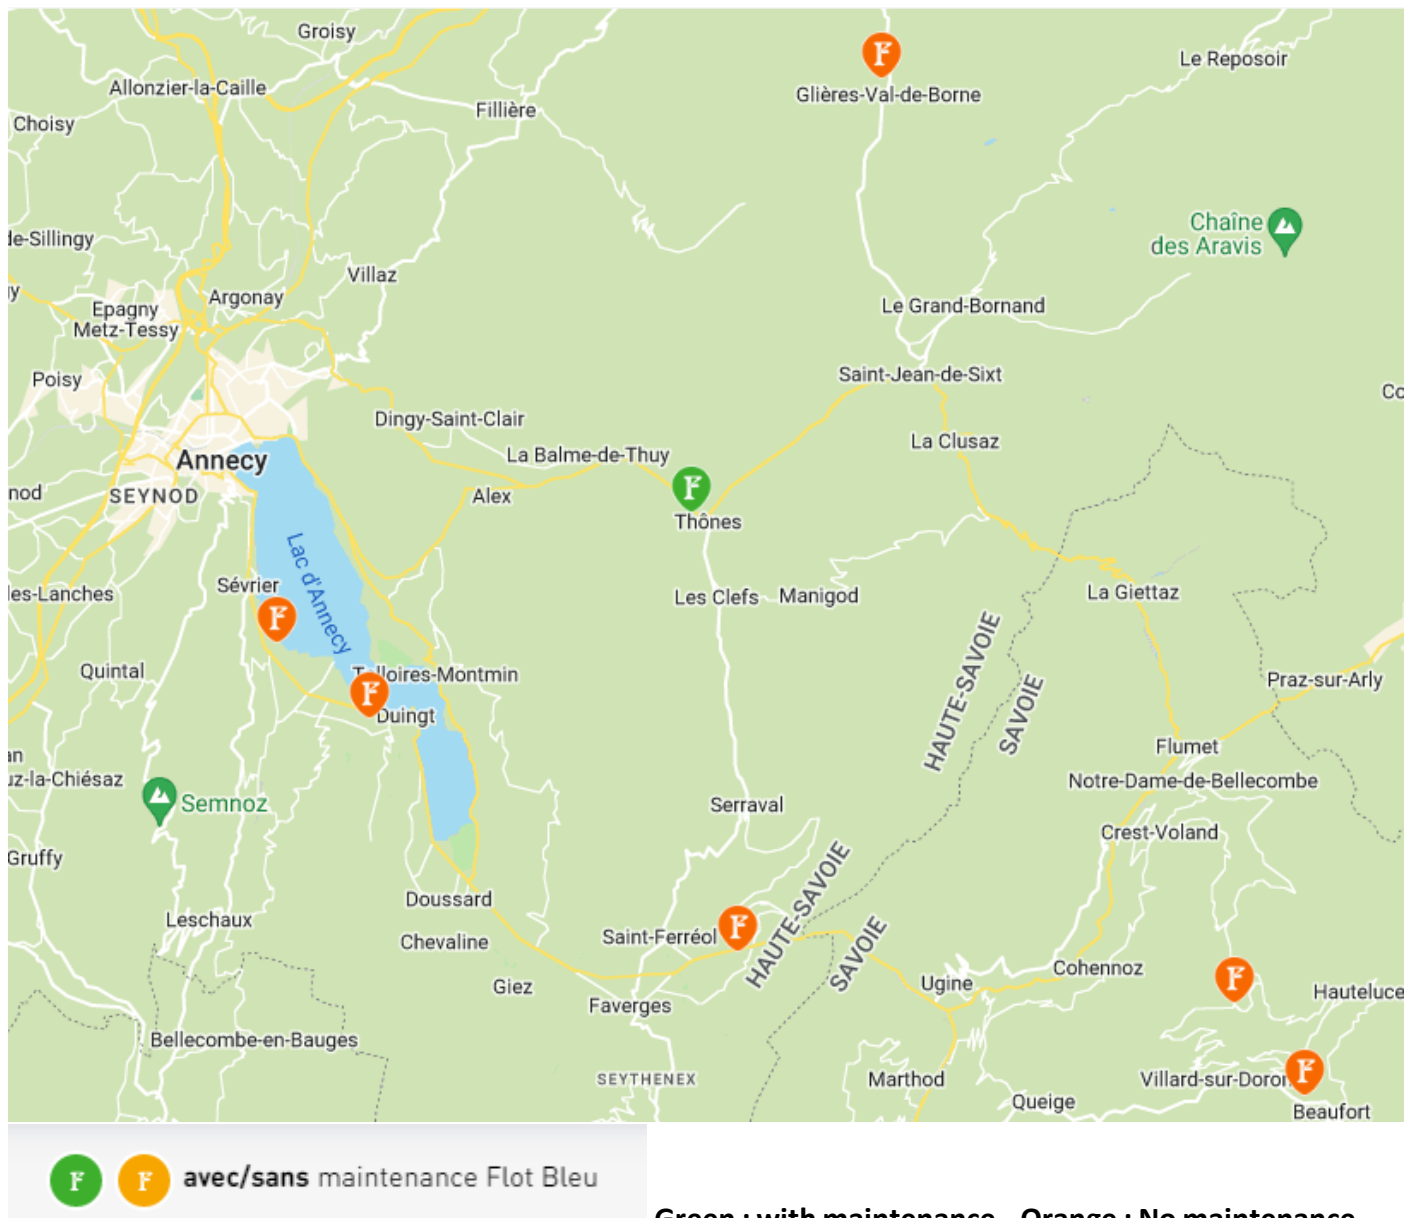 Groisy
Le Reposoir
Allonzier-la-Caille
Glières-Val-de-Borne
Fillière
Choisy
Chaîne
des Aravis
de-Sillingy
Villaz
Argonay
Epagny
Metz-Tessy
Le Grand-Bornand
Saint-Jean-de-Sixt
Poisy
Co
Dingy-Saint-Clair
La Clusaz
La Balme-de-Thuy
Annecy
nod
SEYNOD
Alex
Thônes
Lac d'Annecy
Sévrier
les-Lanches
Les Clefs
Manigod
La Giettaz
HAUTE-SAVOIE
SAVOIE
Quintal
Talloires-Montmin
Praz-sur-Arly
Duingt
Flumet
an
uz-la-Chiésaz
Notre-Dame-de-Bellecombe
Semnoz
Serraval
Crest-Voland
Gruffy
HAUTE-SAVOIE
SAVOIE
Doussard
Leschaux
Chevaline
Saint-Ferréol
Cohennoz
Ugine
Giez
Hauteluce
Faverges
Bellecombe-en-Bauges
SEYTHENEX
Marthod
Villard-sur-Doron
Queige
Beaufort
avec/sans maintenance Flot Bleu
Green : with maintenance - Orange : No maintenance